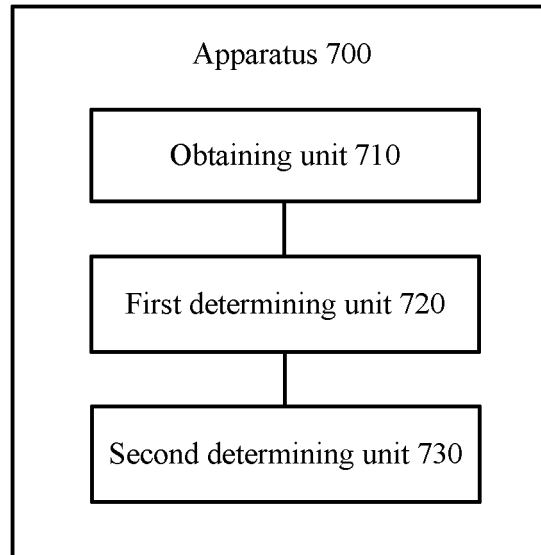 Apparatus 700
Obtaining unit 710
First determining unit 720
Second determining unit 730